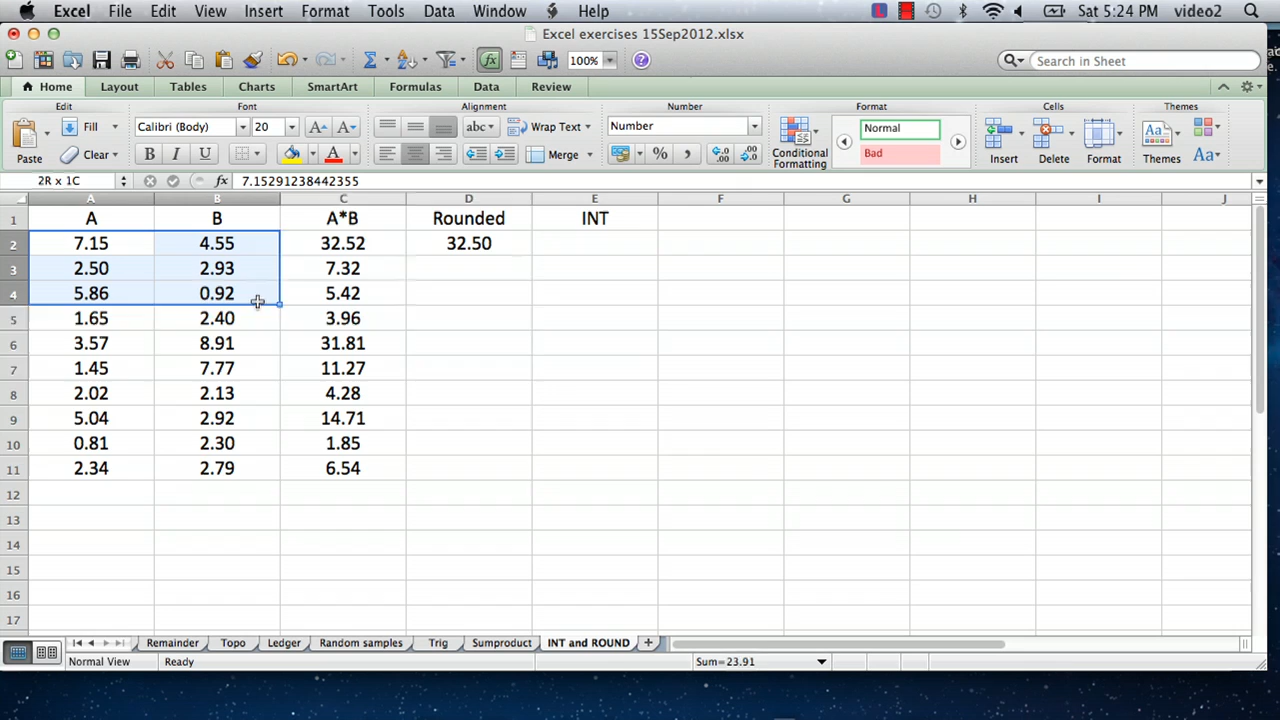 Excel File Edit View Insert Format Tools Data Window Help Sat 5:24 PM video2
Excel exercises 15Sep2012.xlsx
100% Search in Sheet
Home Layout Tables Charts SmartArt Formulas Data Review
Edit Font Alignment Number Format Cells Themes
Fill Calibri (Body) 20 abc Wrap Text Number Normal
Paste Clear B I U A Merge % Conditional Formatting Bad Insert Delete Format Themes Aa
2R x 1C fx 7.15291238442355
A B C D E F G H I J
1 A B A*B Rounded INT
2 7.15 4.55 32.52 32.50
3 2.50 2.93 7.32
4 5.86 0.92 5.42
5 1.65 2.40 3.96
6 3.57 8.91 31.81
7 1.45 7.77 11.27
8 2.02 2.13 4.28
9 5.04 2.92 14.71
10 0.81 2.30 1.85
11 2.34 2.79 6.54
12
13
14
15
16
17
Remainder Topo Ledger Random samples Trig Sumproduct INT and ROUND
Normal View Ready Sum=23.91